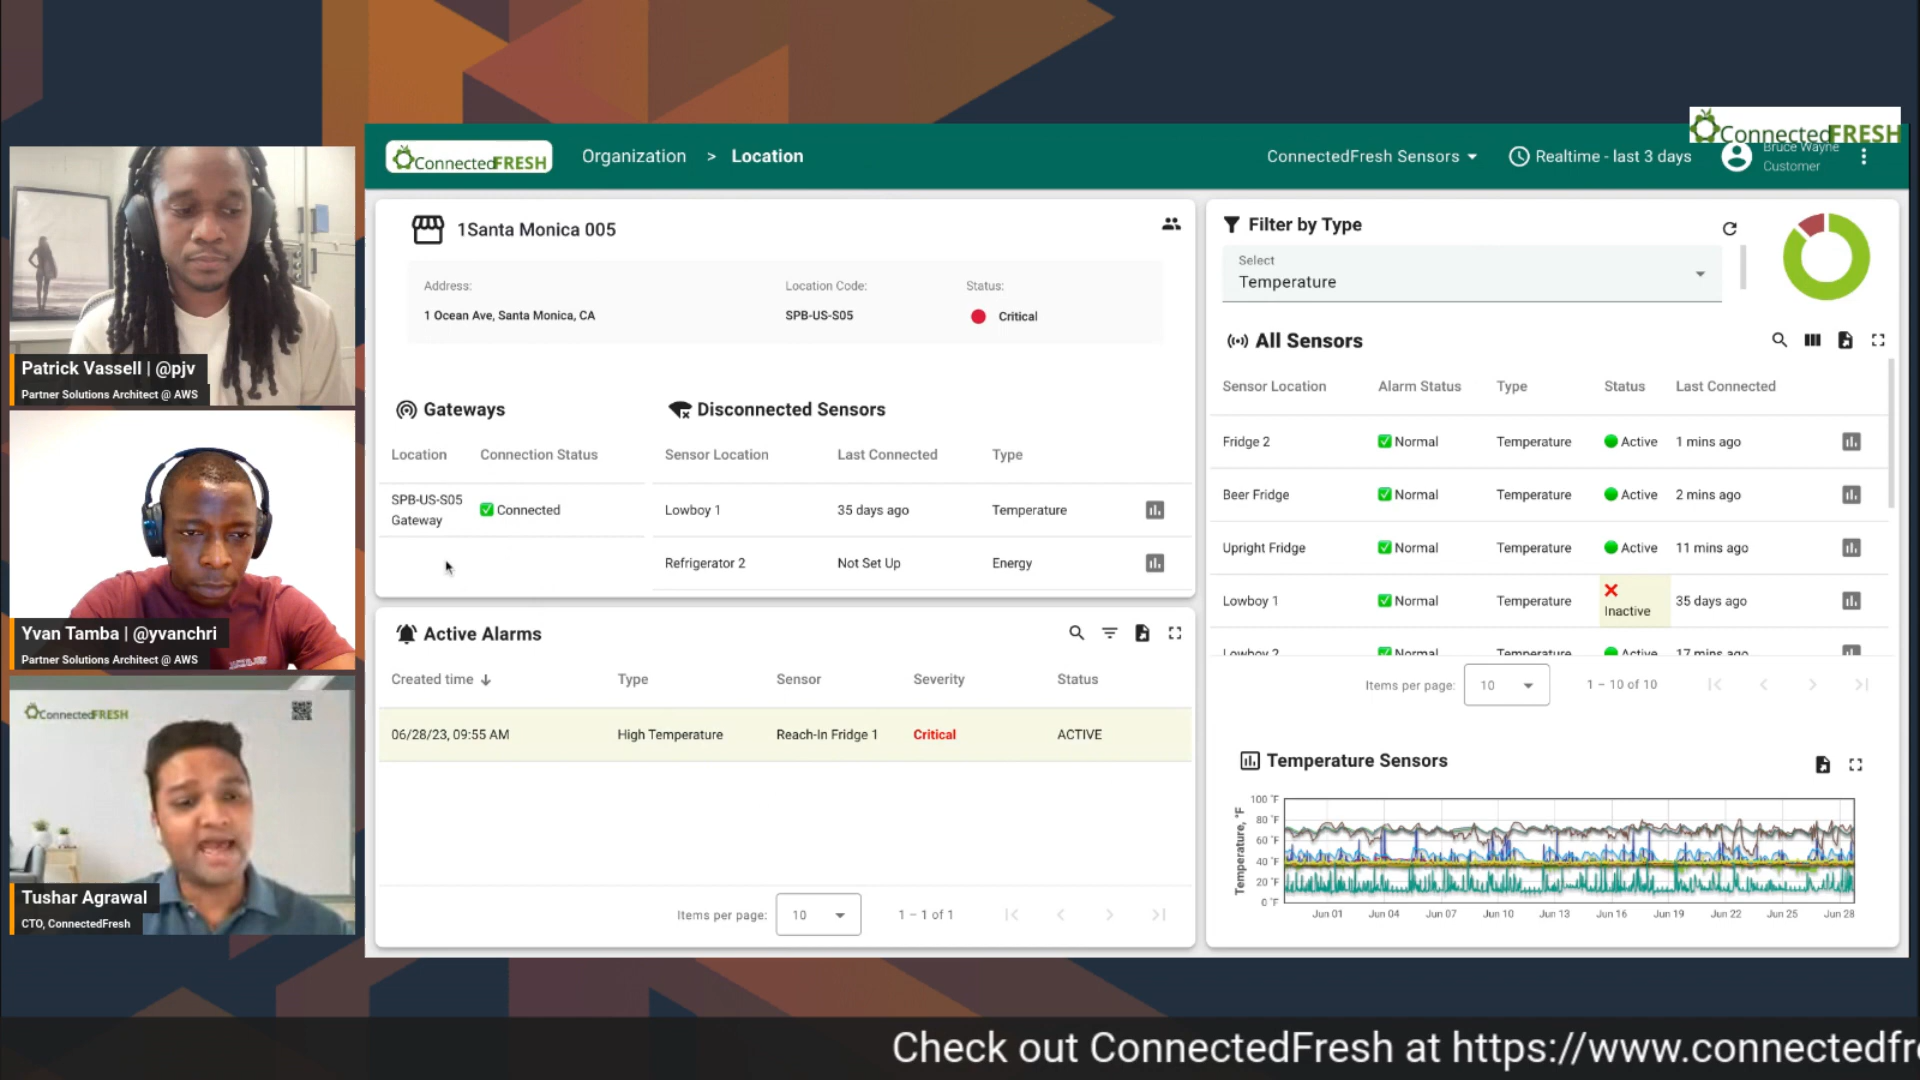 ConnectedFRESH
Organization > Location
ConnectedFresh Sensors
Realtime - last 3 days
ConnectedFRESH
Bruce Wayne
Customer
Patrick Vassell | @pjv
Partner Solutions Architect @ AWS
Yvan Tamba | @yvanchri
Partner Solutions Architect @ AWS
ConnectedFRESH
Tushar Agrawal
CTO, ConnectedFresh
1Santa Monica 005
Address: Location Code: Status:
1 Ocean Ave, Santa Monica, CA SPB-US-S05 Critical
Gateways
Location Connection Status
SPB-US-S05
Gateway
Connected
Disconnected Sensors
Sensor Location Last Connected Type
Lowboy 1 35 days ago Temperature
Refrigerator 2 Not Set Up Energy
Active Alarms
Created time Type Sensor Severity Status
06/28/23, 09:55 AM High Temperature Reach-In Fridge 1 Critical ACTIVE
Items per page: 10 1 – 1 of 1
Filter by Type
Select
Temperature
All Sensors
Sensor Location Alarm Status Type Status Last Connected
Fridge 2 Normal Temperature Active 1 mins ago
Beer Fridge Normal Temperature Active 2 mins ago
Upright Fridge Normal Temperature Active 11 mins ago
Lowboy 1 Normal Temperature Inactive 35 days ago
Lowboy 2 Normal Temperature Active 17 mins ago
Items per page: 10 1 – 10 of 10
Temperature Sensors
Temperature, °F
100 °F
80 °F
60 °F
40 °F
20 °F
0 °F
Jun 01 Jun 04 Jun 07 Jun 10 Jun 13 Jun 16 Jun 19 Jun 22 Jun 25 Jun 28
Check out ConnectedFresh at https://www.connectedfr